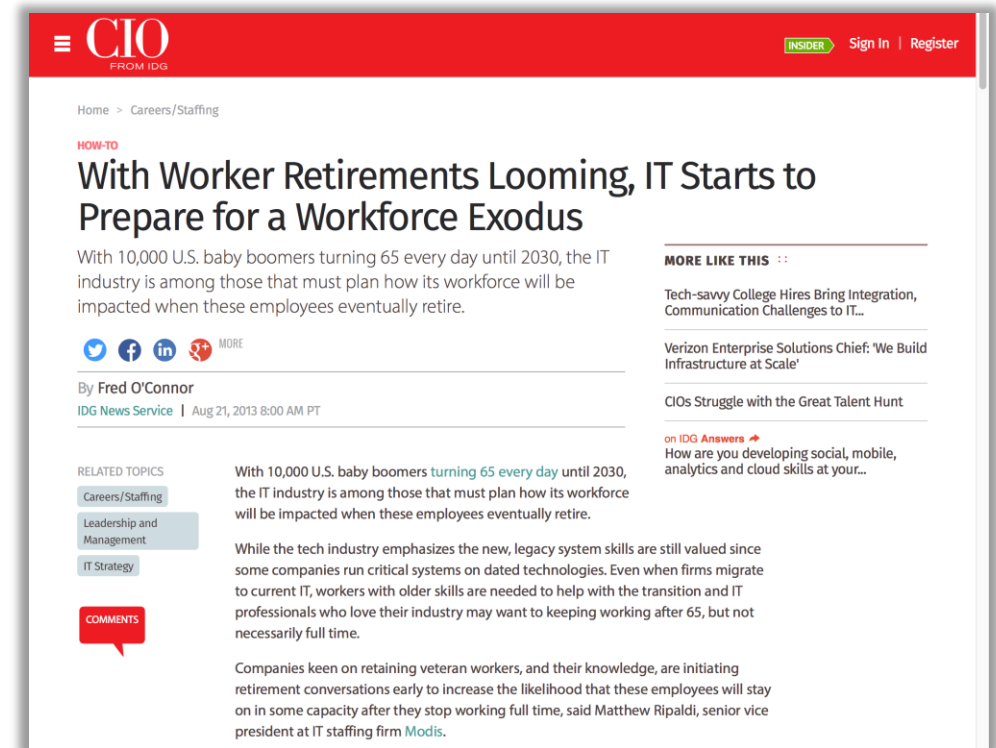 CIO
FROM IDG
INSIDER Sign In | Register
Home > Careers/Staffing
HOW-TO
With Worker Retirements Looming, IT Starts to
Prepare for a Workforce Exodus
With 10,000 U.S. baby boomers turning 65 every day until 2030, the IT
industry is among those that must plan how its workforce will be
impacted when these employees eventually retire.
MORE
By Fred O'Connor
IDG News Service | Aug 21, 2013 8:00 AM PT
MORE LIKE THIS
Tech-savvy College Hires Bring Integration,
Communication Challenges to IT...
Verizon Enterprise Solutions Chief: 'We Build
Infrastructure at Scale'
CIOs Struggle with the Great Talent Hunt
on IDG Answers
How are you developing social, mobile,
analytics and cloud skills at your...
RELATED TOPICS
Careers/Staffing
Leadership and
Management
IT Strategy
COMMENTS
With 10,000 U.S. baby boomers turning 65 every day until 2030,
the IT industry is among those that must plan how its workforce
will be impacted when these employees eventually retire.
While the tech industry emphasizes the new, legacy system skills are still valued since
some companies run critical systems on dated technologies. Even when firms migrate
to current IT, workers with older skills are needed to help with the transition and IT
professionals who love their industry may want to keeping working after 65, but not
necessarily full time.
Companies keen on retaining veteran workers, and their knowledge, are initiating
retirement conversations early to increase the likelihood that these employees will stay
on in some capacity after they stop working full time, said Matthew Ripaldi, senior vice
president at IT staffing firm Modis.